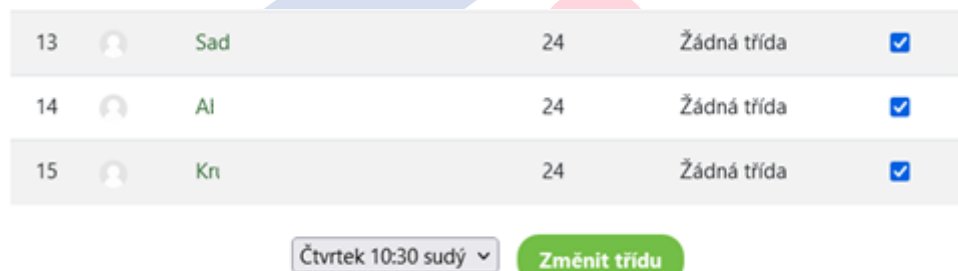 13 Sad 24 Žádná třída
14 Al 24 Žádná třída
15 Kru 24 Žádná třída
Čtvrtek 10:30 sudý Změnit třídu